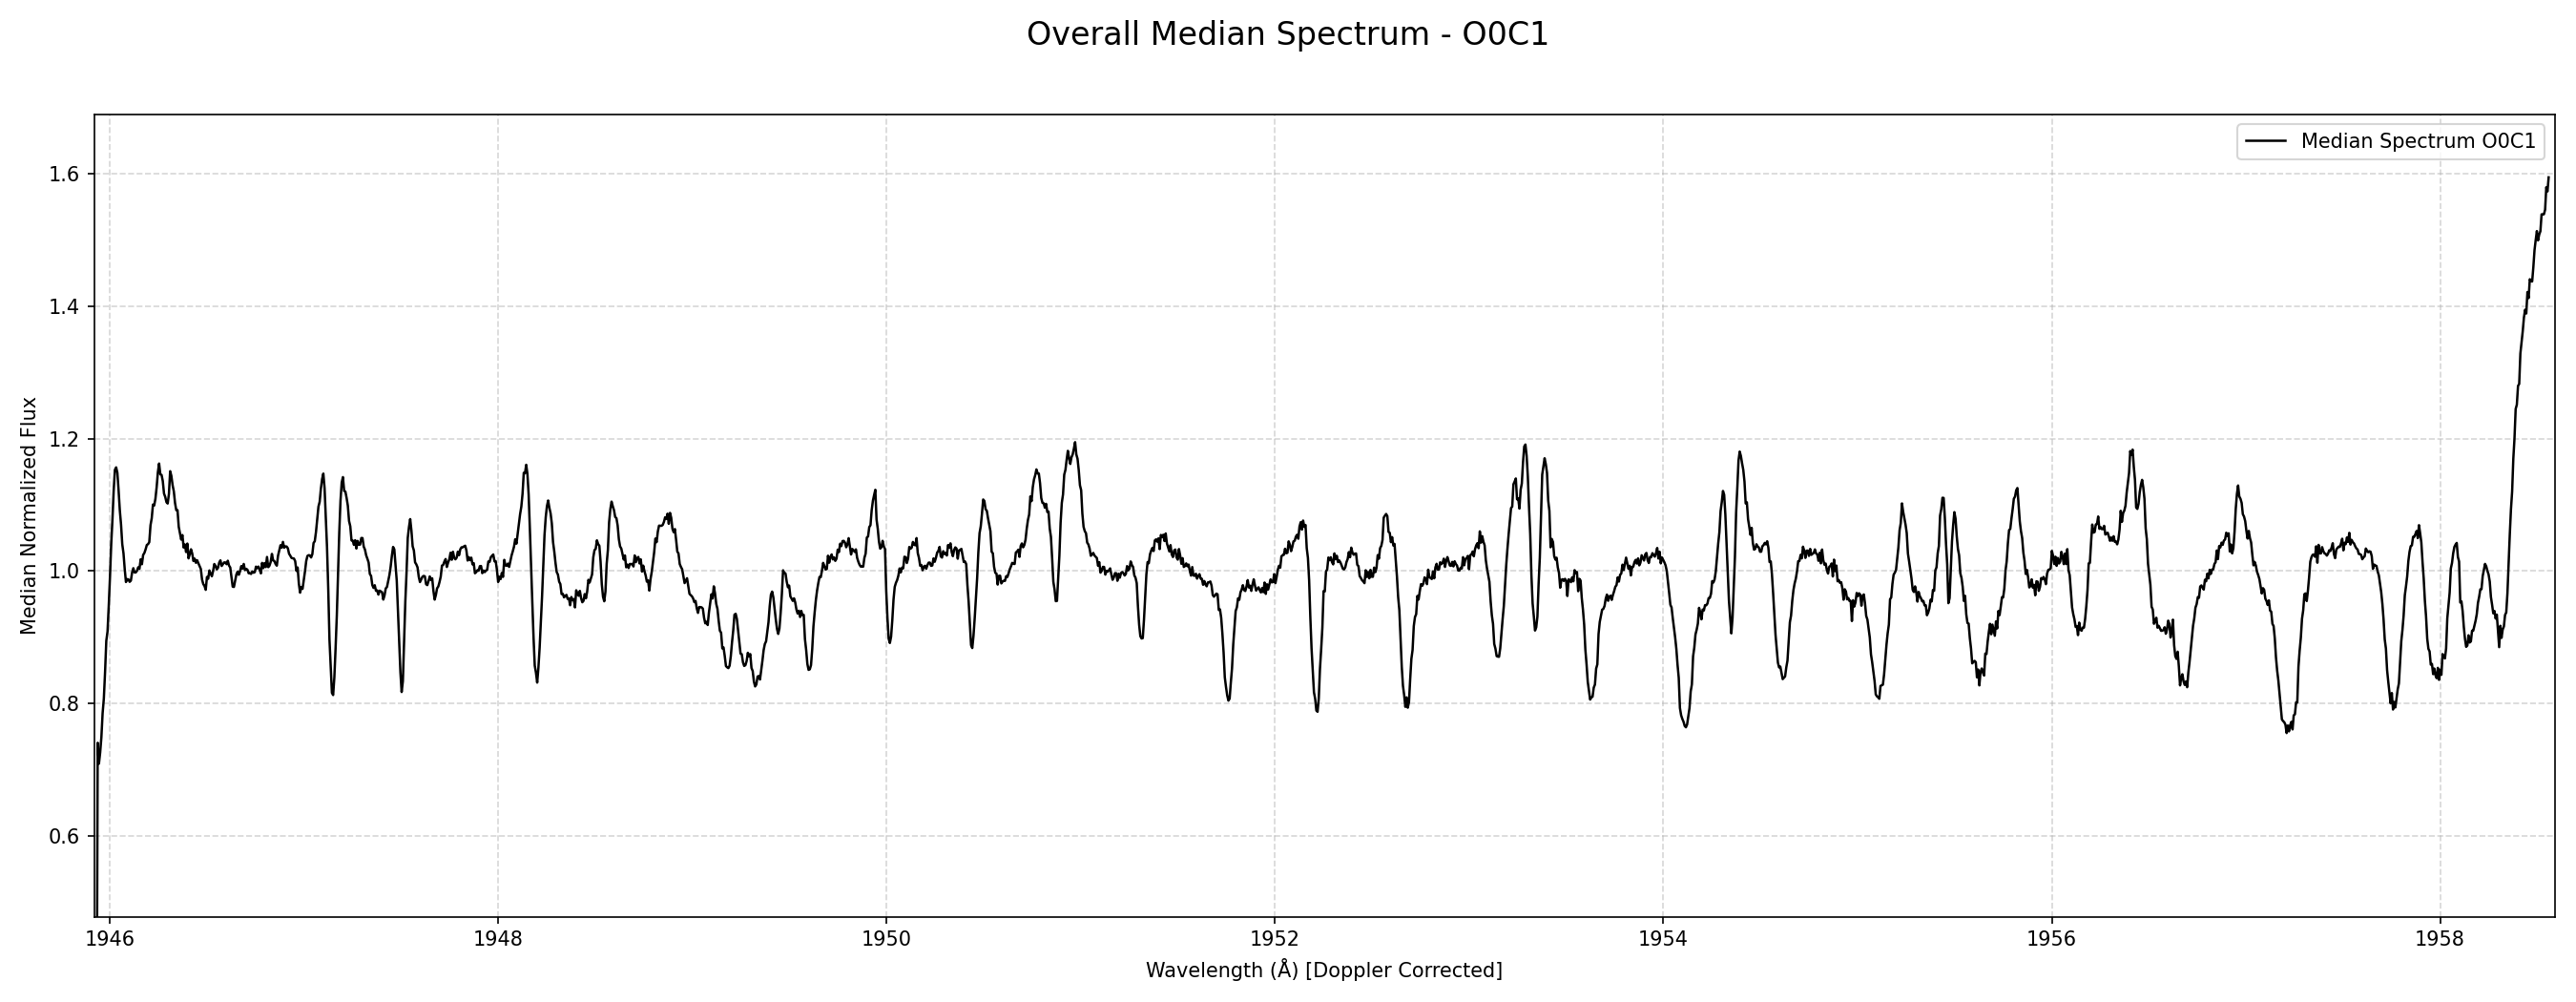 Overall Median Spectrum - O0C1
Median Spectrum O0C1
Median Normalized Flux
1.6
1.4
1.2
1.0
0.8
0.6
1946 1948 1950 1952 1954 1956 1958
Wavelength (Å) [Doppler Corrected]